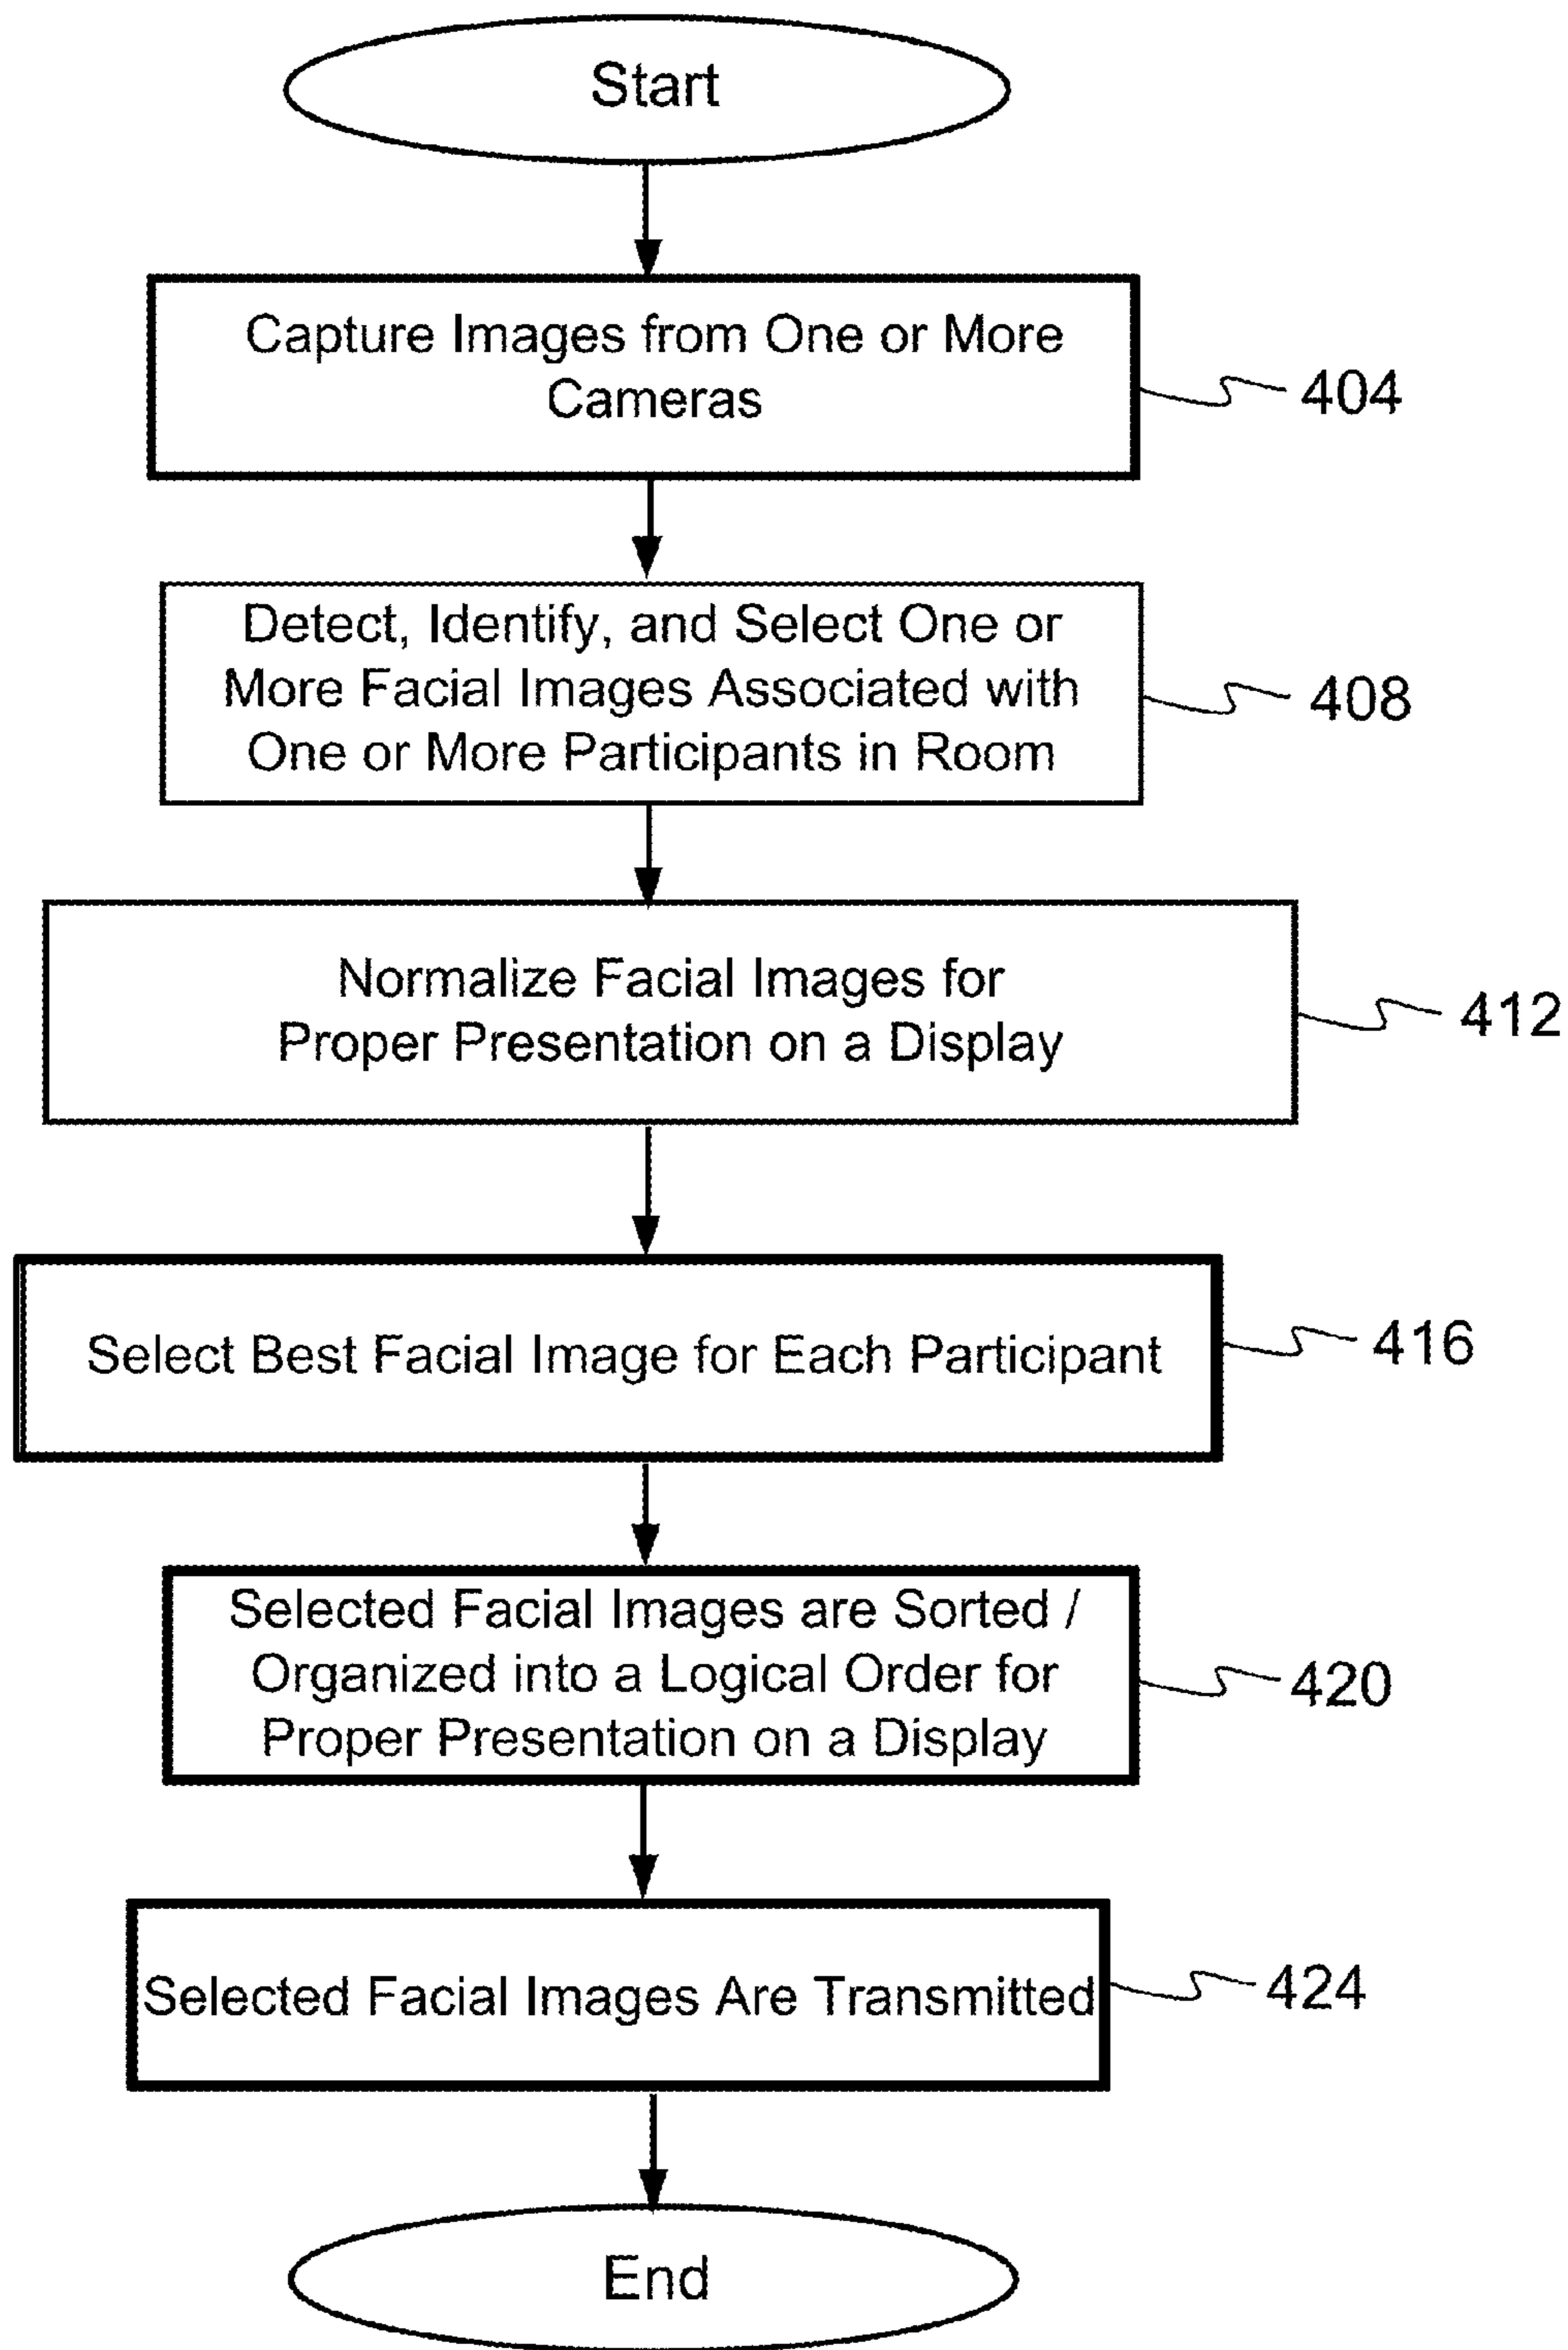 Start
Capture Images from One or More
Cameras
404
Detect, Identify, and Select One or
More Facial Images Associated with
One or More Participants in Room
408
Normalize Facial Images for
Proper Presentation on a Display
412
Select Best Facial Image for Each Participant
416
Selected Facial Images are Sorted /
Organized into a Logical Order for
Proper Presentation on a Display
420
Selected Facial Images Are Transmitted
424
End